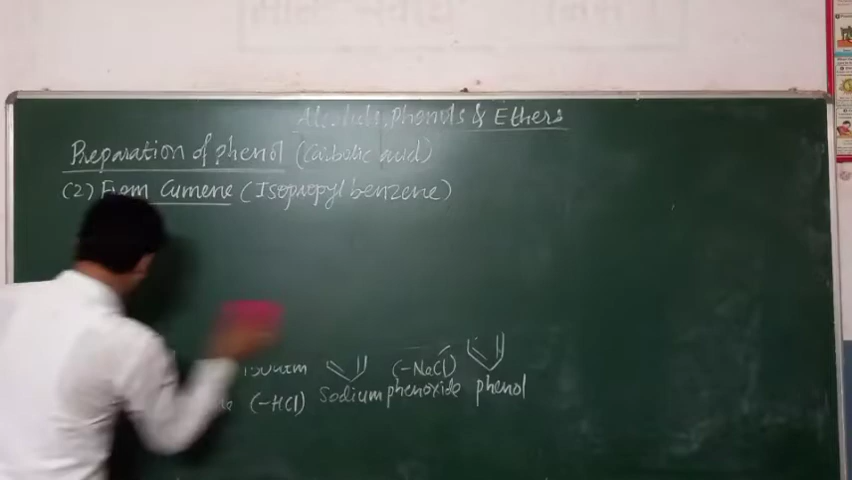 Alcohols, Phenols & Ethers
Preparation of phenol (Carbolic acid)
(2) From Cumene (Isopropyl benzene)
(-NaCl)
(-HCl) Sodium phenoxide phenol